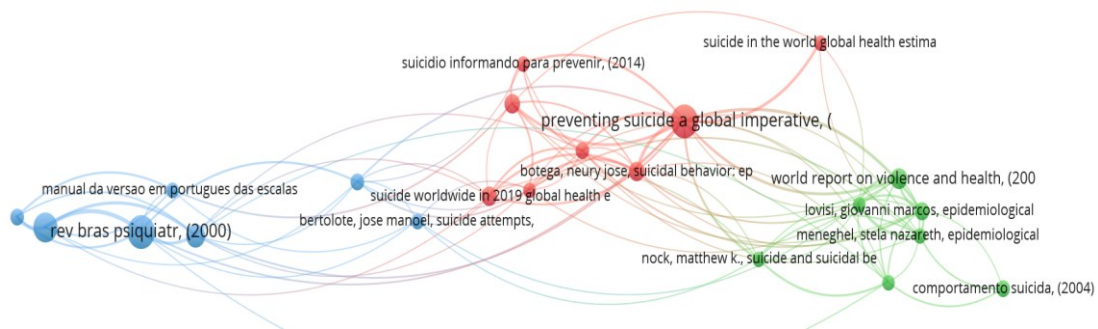 suicide in the world global health estima
suicidio informando para prevenir, (2014)
preventing suicide a global imperative, (
botega, neury jose, suicidal behavior: ep
world report on violence and health, (200
manual da versao em portugues das escalas
suicide worldwide in 2019 global health e
lovisi, giovanni marcos, epidemiological
bertolote, jose manoel, suicide attempts,
rev bras psiquiatr, (2000)
meneghel, stela nazareth, epidemiological
nock, matthew k., suicide and suicidal be
comportamento suicida, (2004)